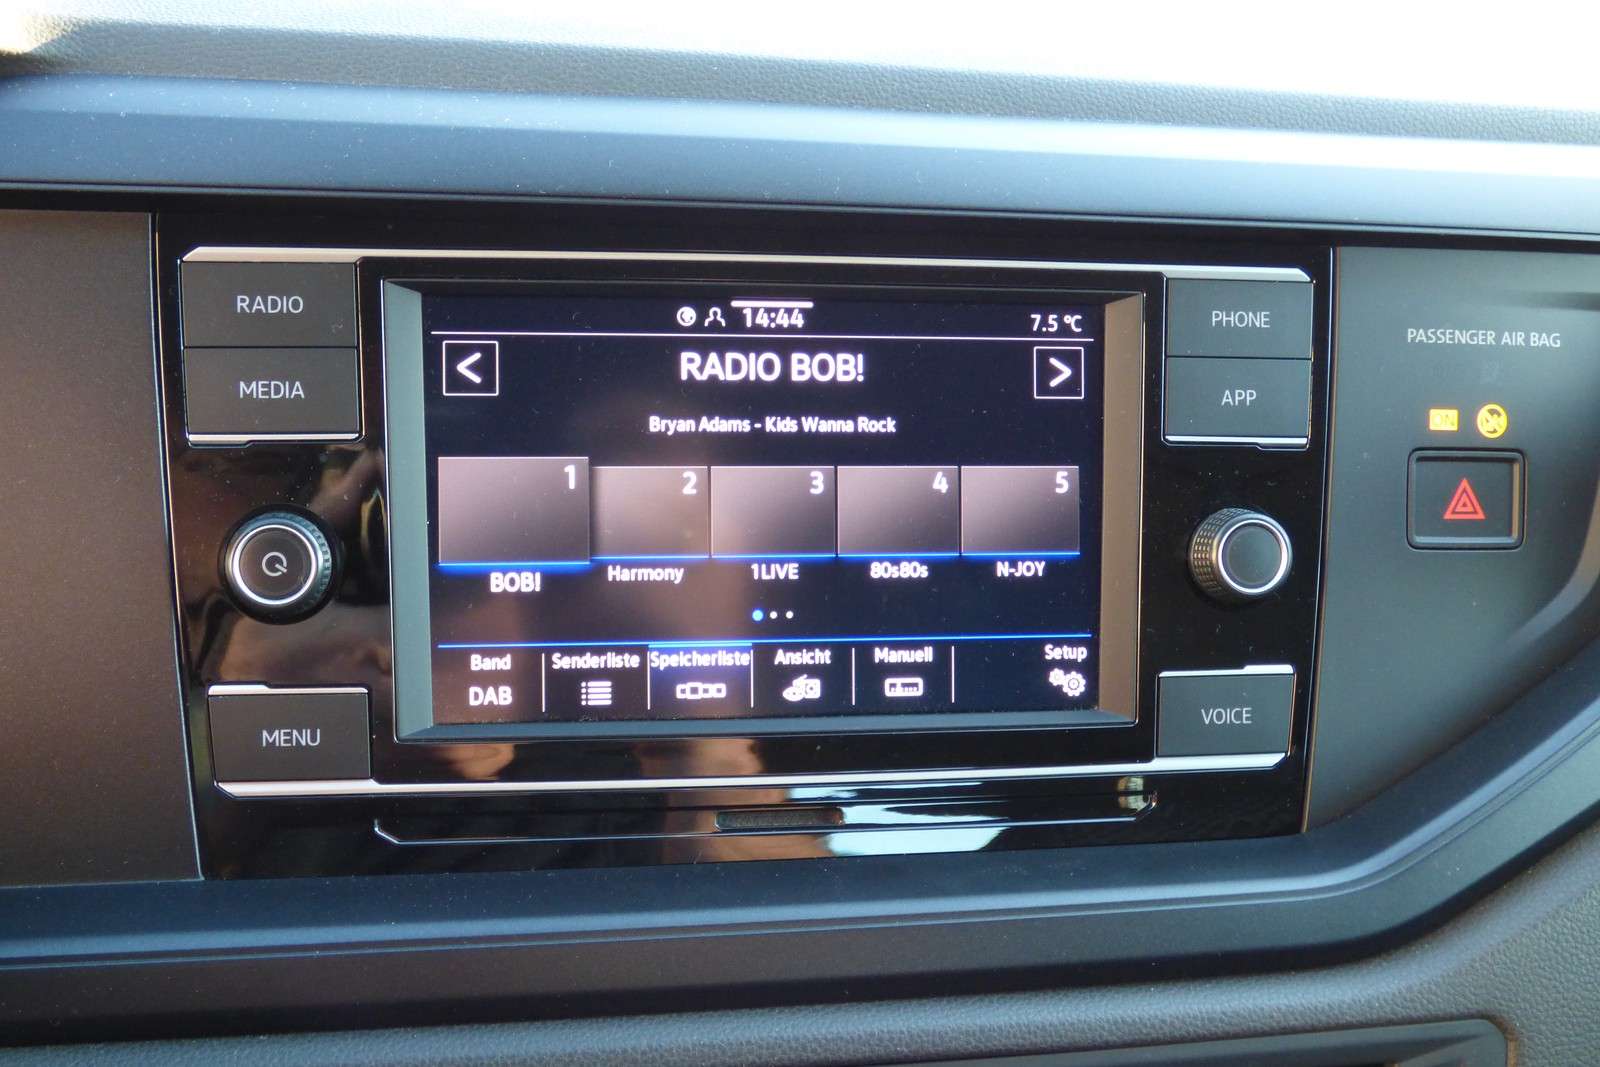 RADIO
MEDIA
MENU
14:44
7.5 °C
< RADIO BOB! >
Bryan Adams - Kids Wanna Rock
1 2 3 4 5
BOB! Harmony 1LIVE 80s80s N-JOY
Band Senderliste Speicherliste Ansicht Manuell Setup
DAB
PHONE
APP
VOICE
PASSENGER AIR BAG
ON